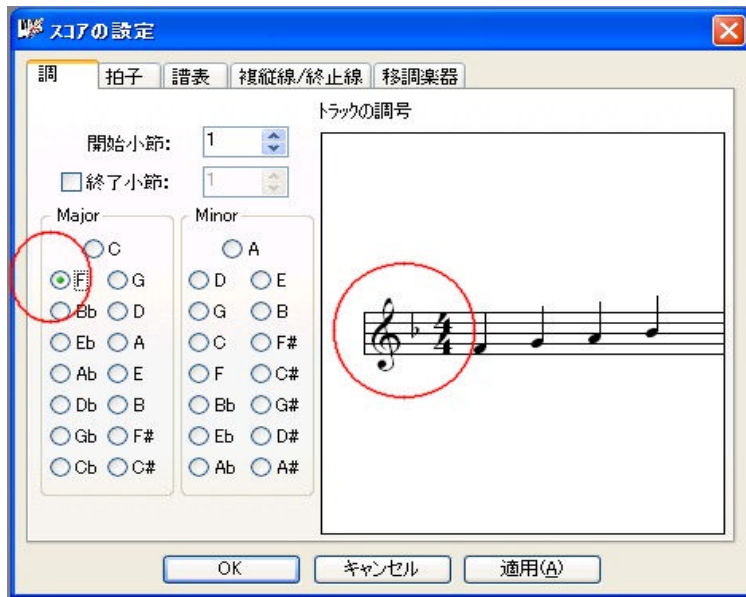 スコアの設定
調 拍子 譜表 複縦線/終止線 移調楽器
トラックの調号
開始小節: 1
終了小節: 1
Major Minor
C A
F G D E
Bb D G B
Eb A C F#
Ab E F C#
Db B Bb G#
Gb F# Eb D#
Cb C# Ab A#
4
4
OK キャンセル 適用(A)